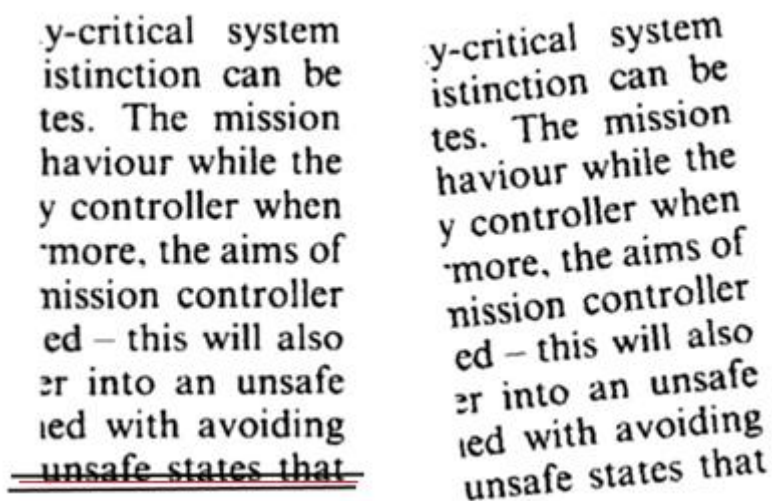 y-critical system
istinction can be
tes. The mission
haviour while the
y controller when
more, the aims of
nission controller
ed – this will also
er into an unsafe
ied with avoiding
unsafe states that
y-critical system
istinction can be
tes. The mission
haviour while the
y controller when
more, the aims of
nission controller
ed – this will also
er into an unsafe
ied with avoiding
unsafe states that